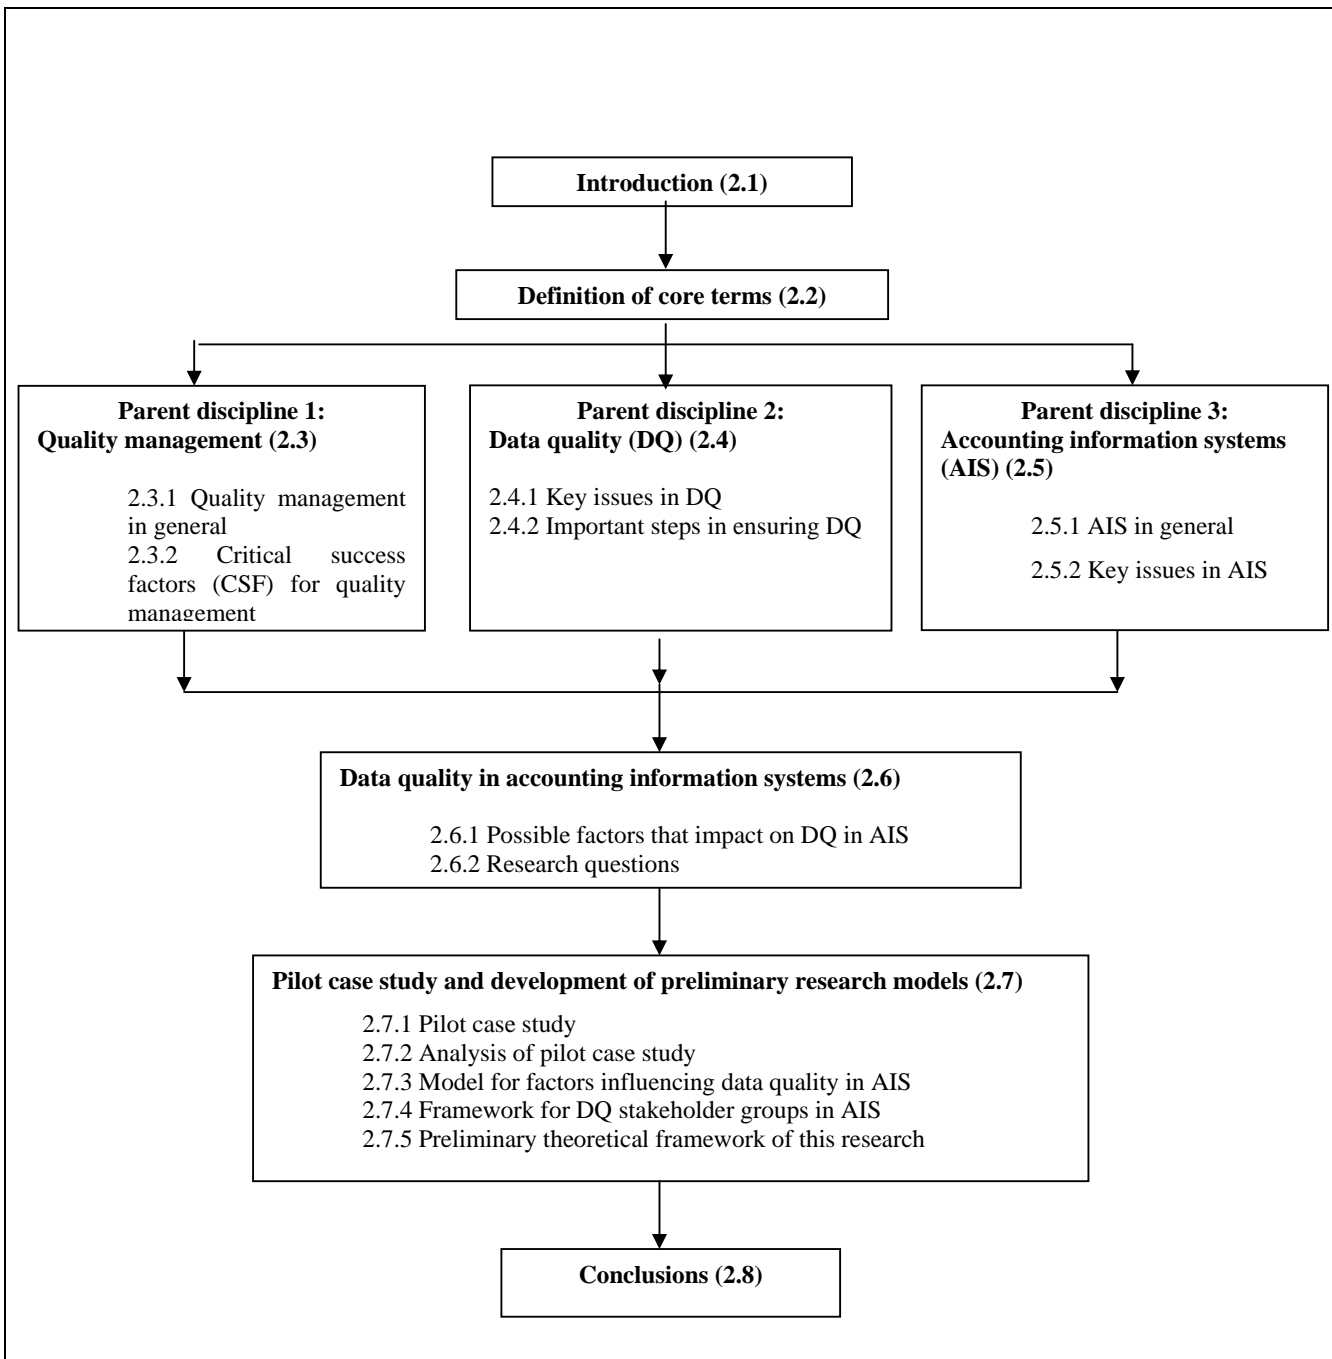 Introduction (2.1)
Definition of core terms (2.2)
Parent discipline 1:
Quality management (2.3)
2.3.1 Quality management
in general
2.3.2 Critical success
factors (CSF) for quality
management
Parent discipline 2:
Data quality (DQ) (2.4)
2.4.1 Key issues in DQ
2.4.2 Important steps in ensuring DQ
Parent discipline 3:
Accounting information systems
(AIS) (2.5)
2.5.1 AIS in general
2.5.2 Key issues in AIS
Data quality in accounting information systems (2.6)
2.6.1 Possible factors that impact on DQ in AIS
2.6.2 Research questions
Pilot case study and development of preliminary research models (2.7)
2.7.1 Pilot case study
2.7.2 Analysis of pilot case study
2.7.3 Model for factors influencing data quality in AIS
2.7.4 Framework for DQ stakeholder groups in AIS
2.7.5 Preliminary theoretical framework of this research
Conclusions (2.8)